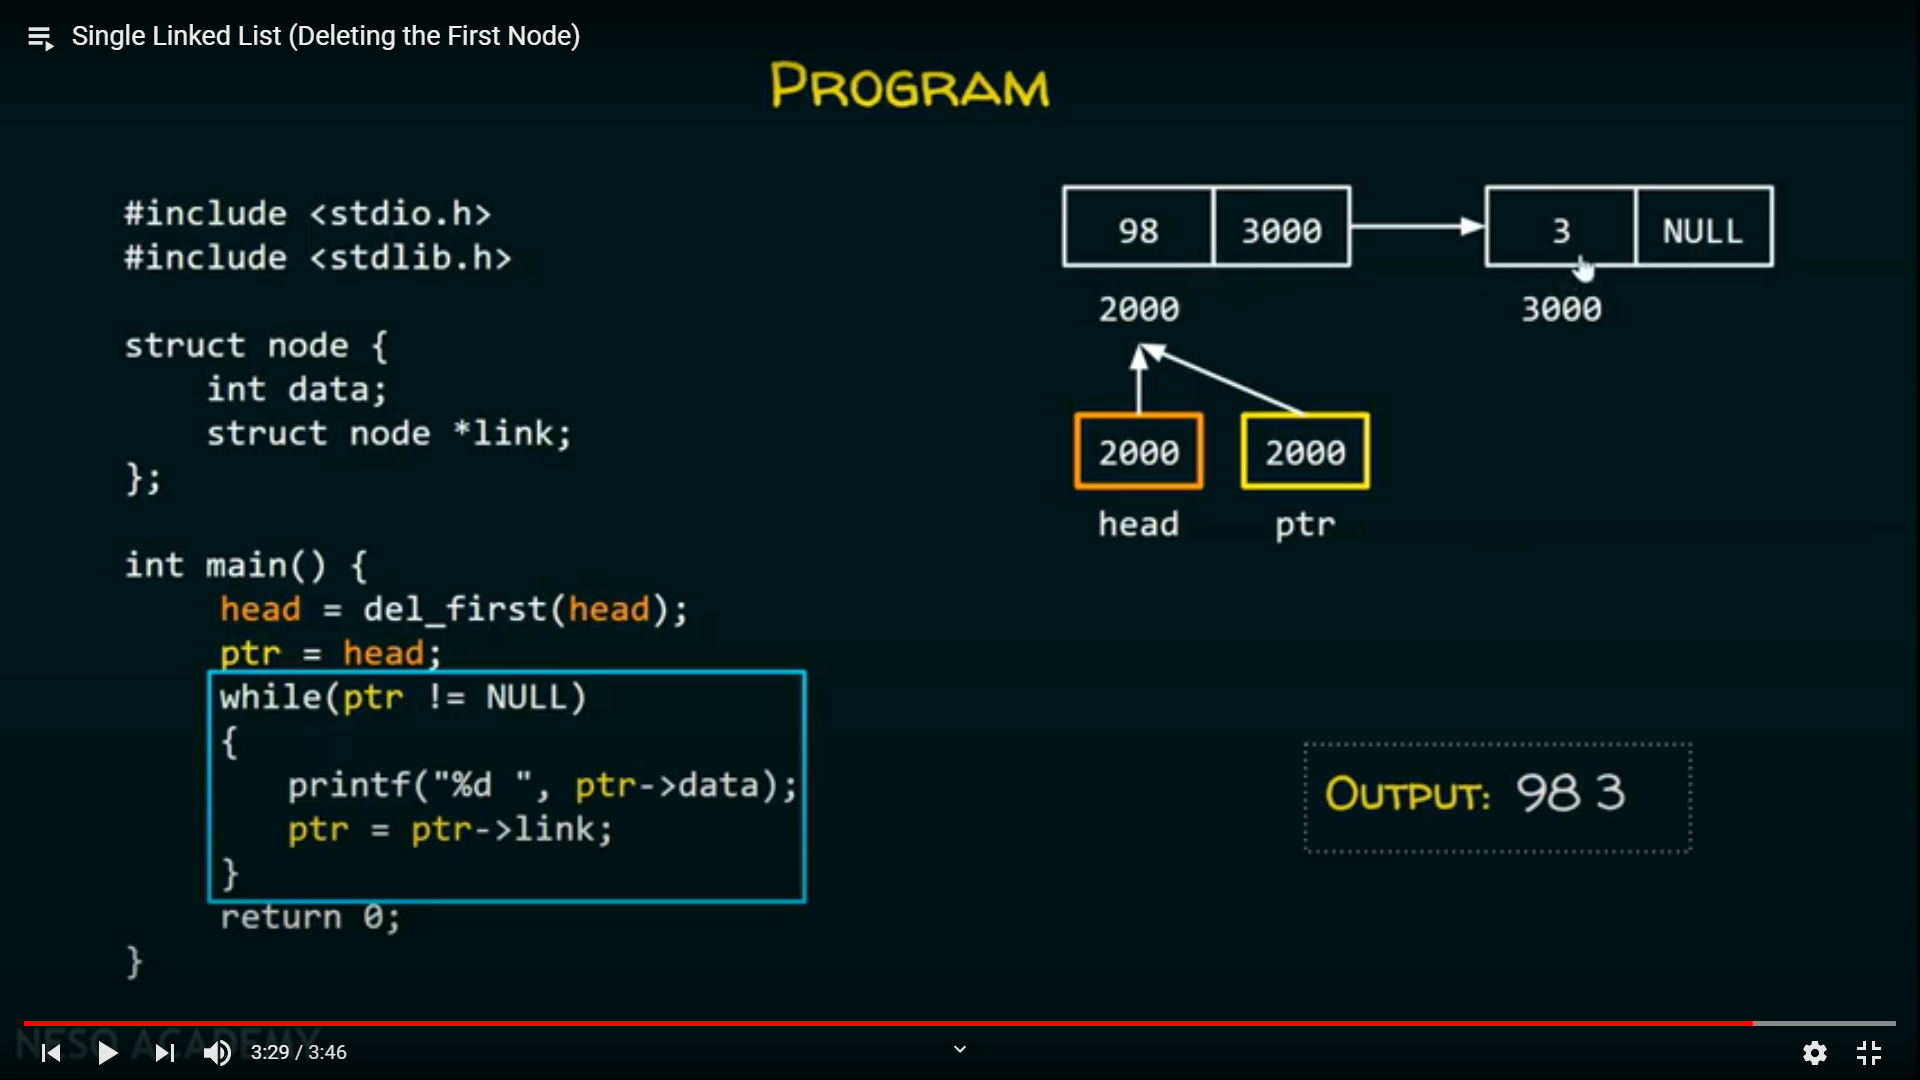 Single Linked List (Deleting the First Node)
PROGRAM
#include <stdio.h>
#include <stdlib.h>
struct node {
int data;
struct node *link;
};
int main() {
head = del_first(head);
ptr = head;
while(ptr != NULL)
{
printf("%d ", ptr->data);
ptr = ptr->link;
}
return 0;
}
98 3000
3 NULL
2000
3000
2000 2000
head ptr
OUTPUT: 98 3
NESO ACADEMY
3:29 / 3:46